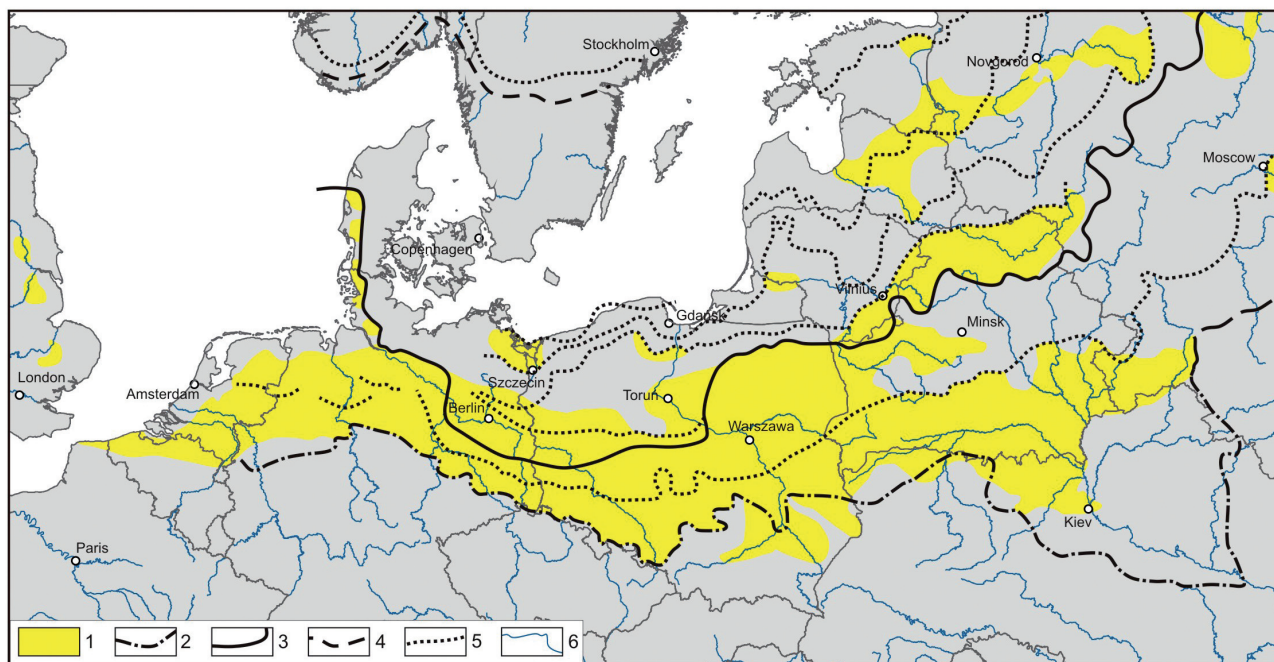 Stockholm
Novgorod
Moscow
Copenhagen
Vilnius
Gdańsk
Minsk
London
Amsterdam
Szczecin
Berlin
Toruń
Warszawa
Kiev
Paris
1 2 3 4 5 6